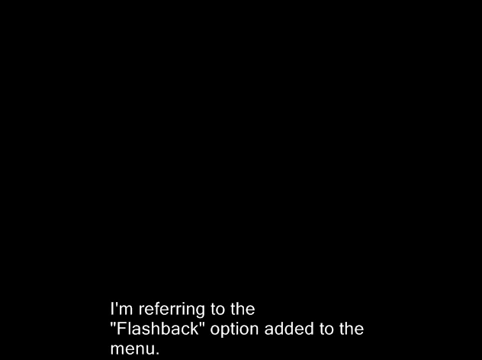 I'm referring to the
"Flashback" option added to the
menu.